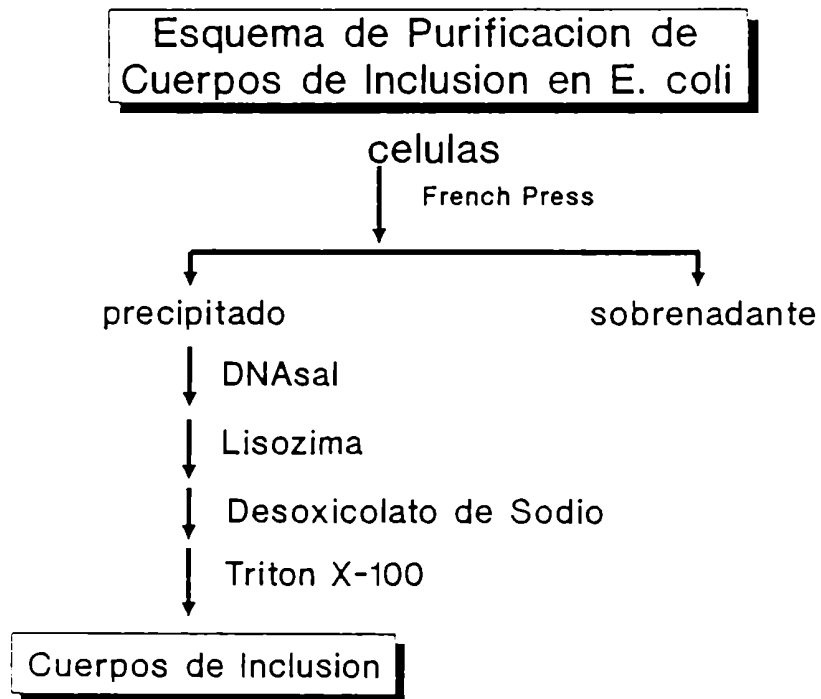 Esquema de Purificacion de
Cuerpos de Inclusion en E. coli
celulas
French Press
precipitado
sobrenadante
DNAsaI
Lisozima
Desoxicolato de Sodio
Triton X-100
Cuerpos de Inclusion